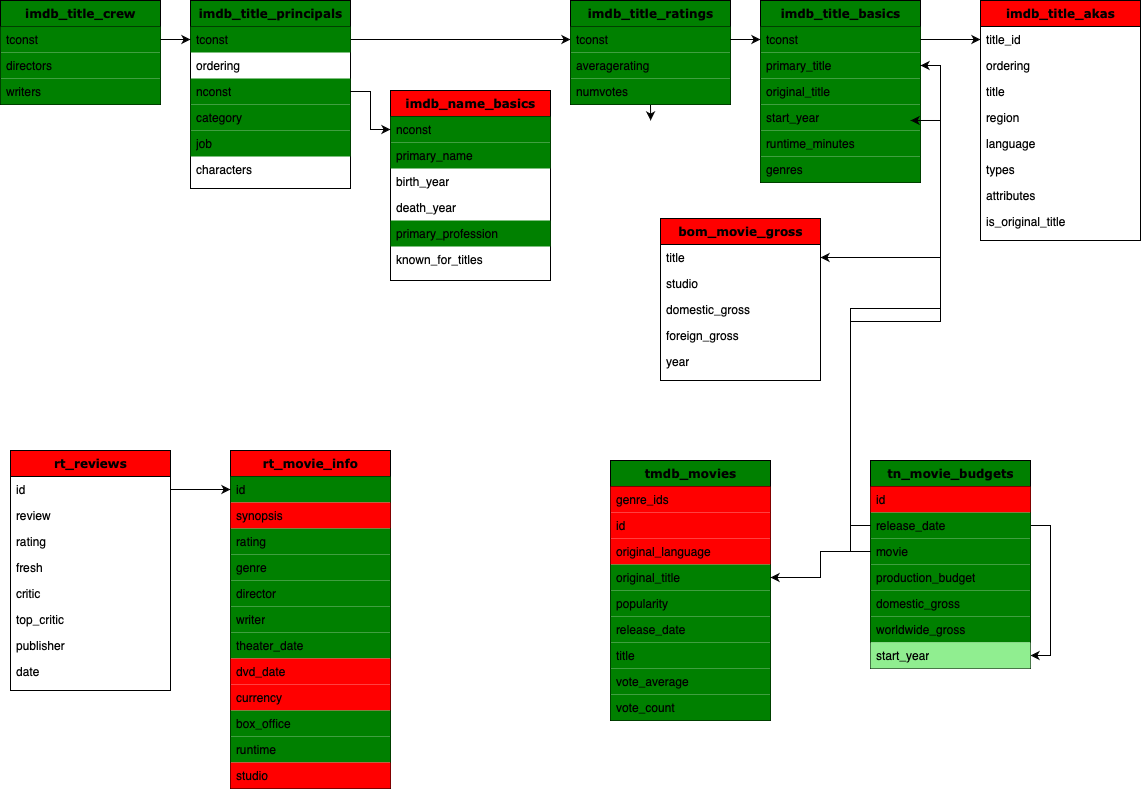 imdb_title_crew
tconst
directors
writers
imdb_title_principals
tconst
ordering
nconst
category
job
characters
imdb_name_basics
nconst
primary_name
birth_year
death_year
primary_profession
known_for_titles
imdb_title_ratings
tconst
averagerating
numvotes
imdb_title_basics
tconst
primary_title
original_title
start_year
runtime_minutes
genres
imdb_title_akas
title_id
ordering
title
region
language
types
attributes
is_original_title
bom_movie_gross
title
studio
domestic_gross
foreign_gross
year
rt_reviews
id
review
rating
fresh
critic
top_critic
publisher
date
rt_movie_info
id
synopsis
rating
genre
director
writer
theater_date
dvd_date
currency
box_office
runtime
studio
tmdb_movies
genre_ids
id
original_language
original_title
popularity
release_date
title
vote_average
vote_count
tn_movie_budgets
id
release_date
movie
production_budget
domestic_gross
worldwide_gross
start_year